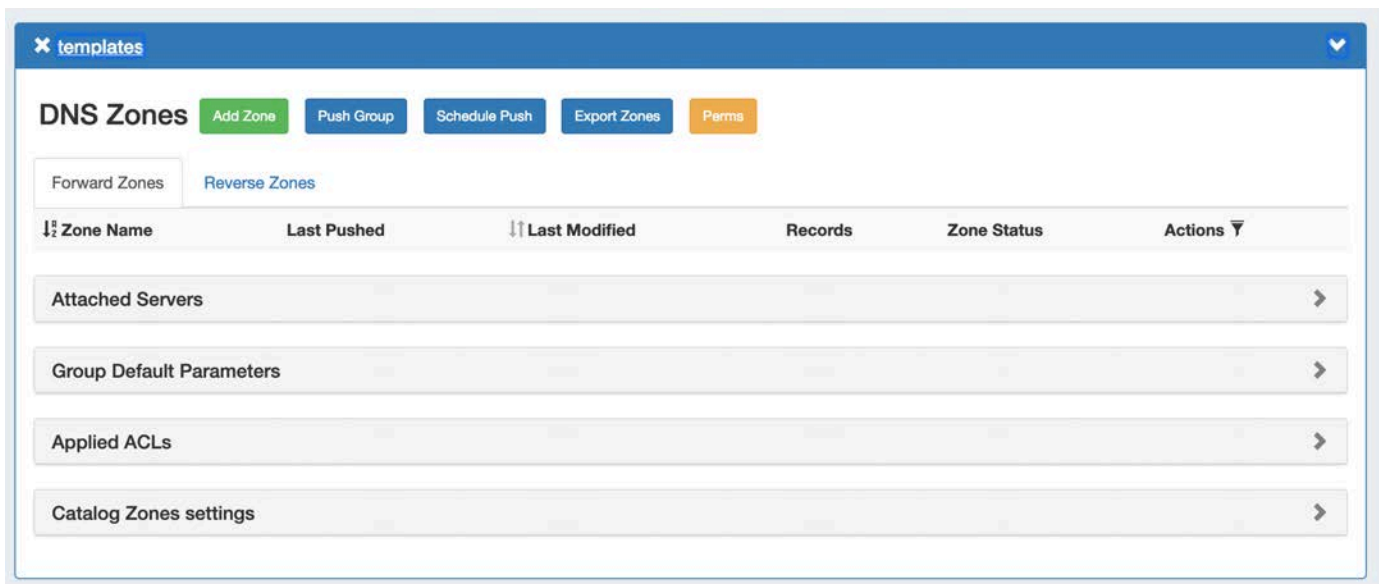 templates
DNS Zones Add Zone Push Group Schedule Push Export Zones Perms
Forward Zones Reverse Zones
Zone Name Last Pushed Last Modified Records Zone Status Actions
Attached Servers
Group Default Parameters
Applied ACLs
Catalog Zones settings